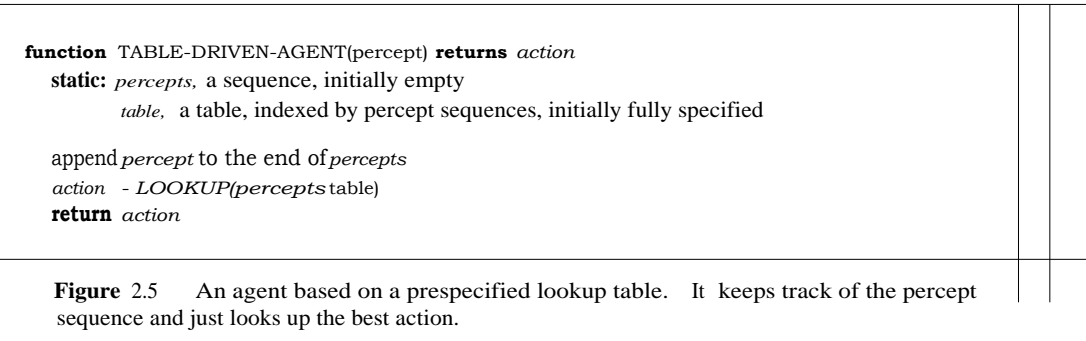 function TABLE-DRIVEN-AGENT(percept) returns action
static: percepts, a sequence, initially empty
table, a table, indexed by percept sequences, initially fully specified
append percept to the end of percepts
action - LOOKUP(percepts table)
return action
Figure 2.5 An agent based on a prespecified lookup table. It keeps track of the percept
sequence and just looks up the best action.